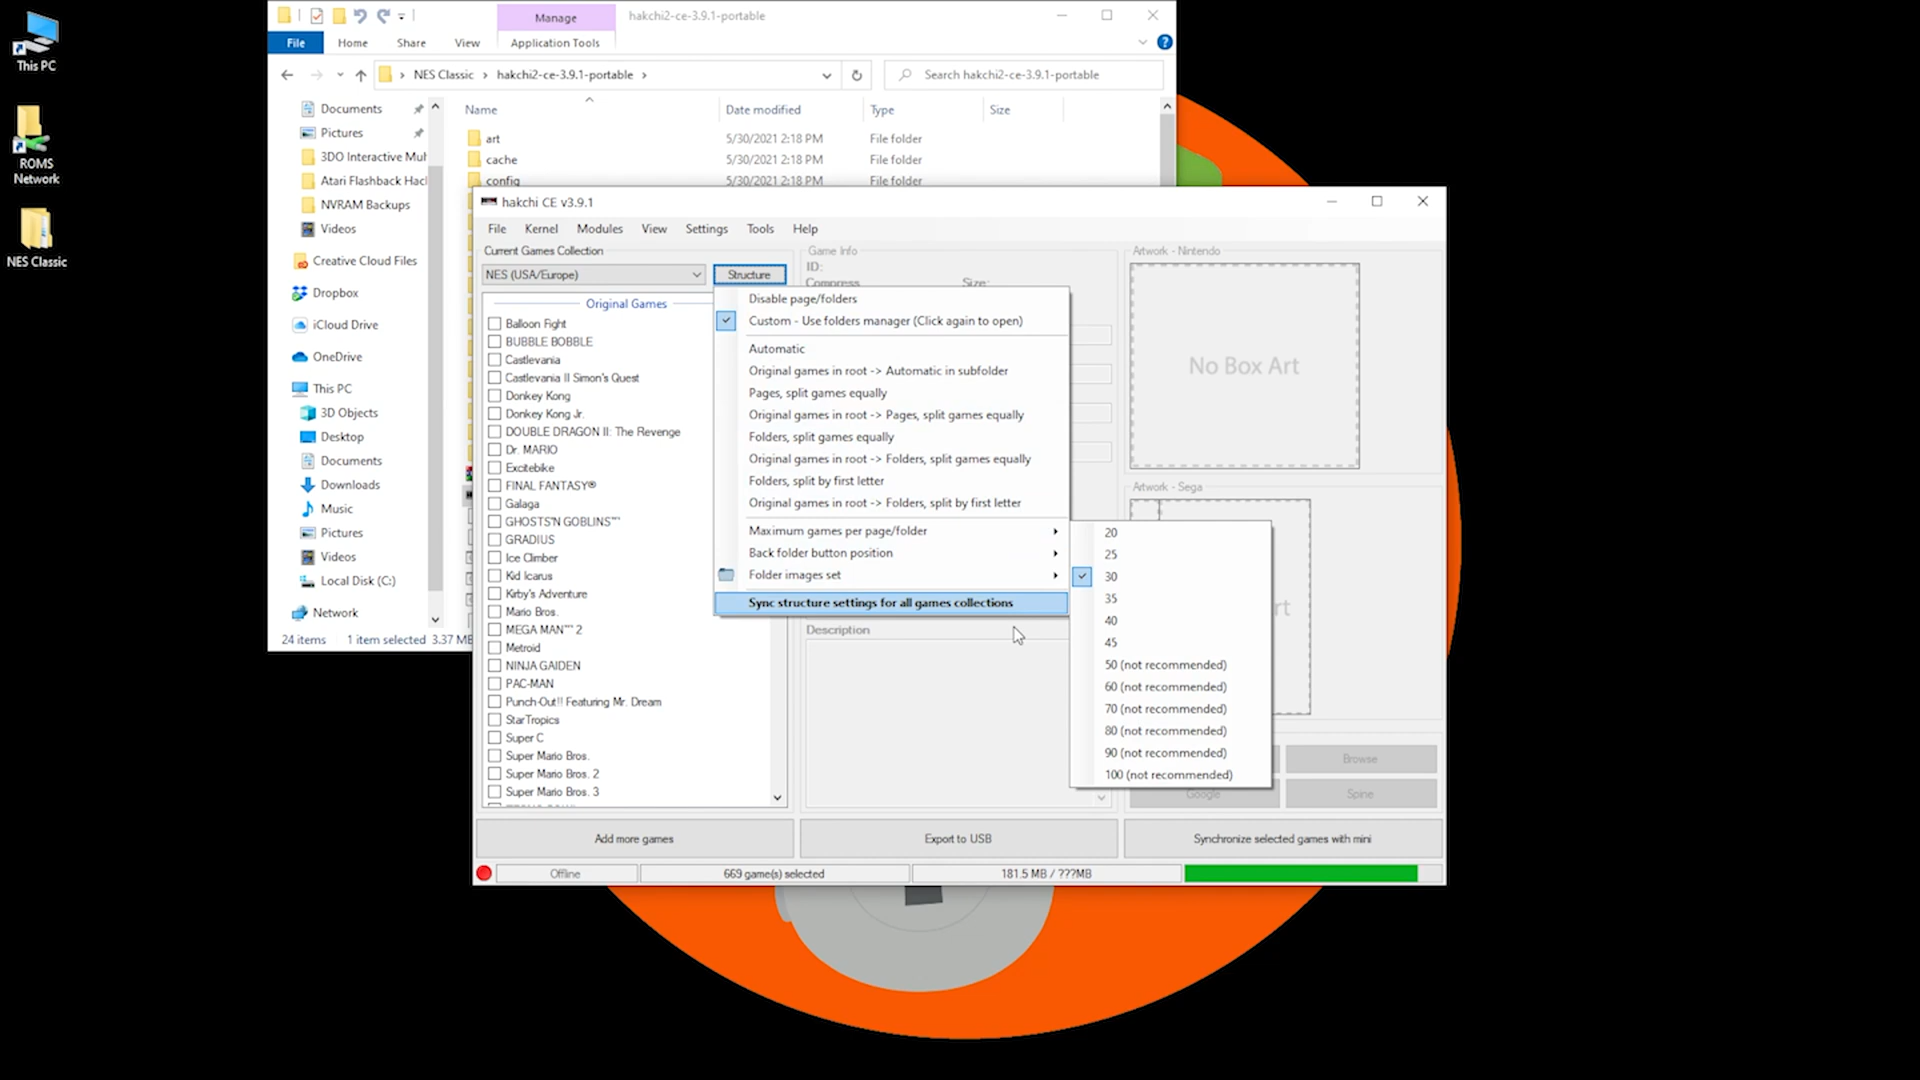 This PC
ROMS
Network
NES Classic
Manage
hakchi2-ce-3.9.1-portable
File
Home
Share
View
Application Tools
NES Classic
hakchi2-ce-3.9.1-portable
Search hakchi2-ce-3.9.1-portable
Name
Date modified
Type
Size
Documents
Pictures
3DO Interactive Mul
Atari Flashback Hac
NVRAM Backups
Videos
Creative Cloud Files
Dropbox
iCloud Drive
OneDrive
This PC
3D Objects
Desktop
Documents
Downloads
Music
Pictures
Videos
Local Disk (C:)
Network
24 items
1 item selected 3.37 M
art
5/30/2021 2:18 PM
File folder
cache
5/30/2021 2:18 PM
File folder
config
5/30/2021 2:18 PM
File folder
hakchi CE v3.9.1
File
Kernel
Modules
View
Settings
Tools
Help
Current Games Collection
NES (USA/Europe)
Structure
Original Games
Balloon Fight
BUBBLE BOBBLE
Castlevania
Castlevania II Simon's Quest
Donkey Kong
Donkey Kong Jr.
DOUBLE DRAGON II: The Revenge
Dr. MARIO
Excitebike
FINAL FANTASY®
Galaga
GHOSTS'N GOBLINS™
GRADIUS
Ice Climber
Kid Icarus
Kirby's Adventure
Mario Bros.
MEGA MAN™ 2
Metroid
NINJA GAIDEN
PAC-MAN
Punch-Out!! Featuring Mr. Dream
StarTropics
Super C
Super Mario Bros.
Super Mario Bros. 2
Super Mario Bros. 3
Game Info
ID:
Compress
Size:
Disable page/folders
Custom - Use folders manager (Click again to open)
Automatic
Original games in root -> Automatic in subfolder
Pages, split games equally
Original games in root -> Pages, split games equally
Folders, split games equally
Original games in root -> Folders, split games equally
Folders, split by first letter
Original games in root -> Folders, split by first letter
Maximum games per page/folder
Back folder button position
Folder images set
Sync structure settings for all games collections
20
25
30
35
40
45
50 (not recommended)
60 (not recommended)
70 (not recommended)
80 (not recommended)
90 (not recommended)
100 (not recommended)
Description
Artwork - Nintendo
No Box Art
Artwork - Sega
rt
Browse
Google
Spine
Add more games
Export to USB
Synchronize selected games with mini
Offline
669 game(s) selected
181.5 MB / ???MB